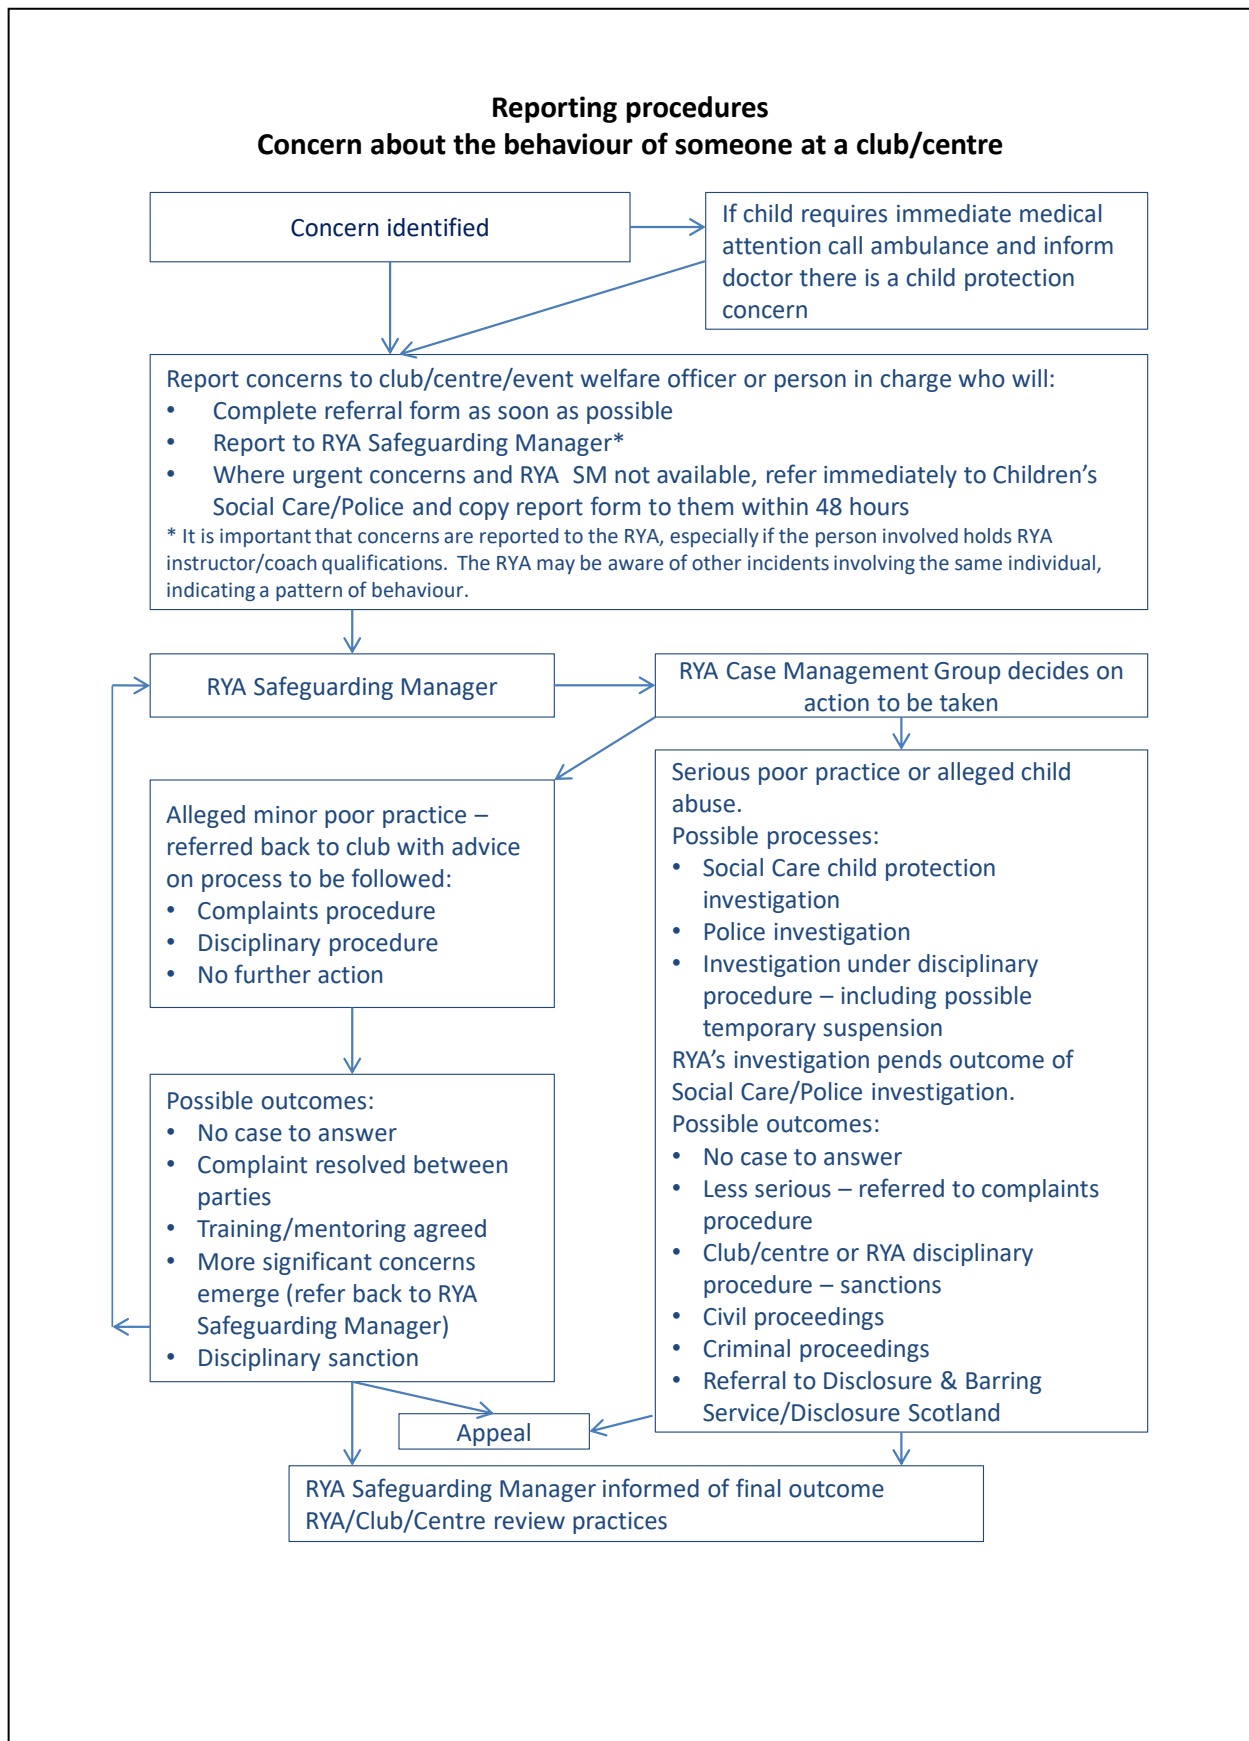 Reporting procedures
Concern about the behaviour of someone at a club/centre
Concern identified
If child requires immediate medical
attention call ambulance and inform
doctor there is a child protection
concern
Report concerns to club/centre/event welfare officer or person in charge who will:
• Complete referral form as soon as possible
• Report to RYA Safeguarding Manager*
• Where urgent concerns and RYA  SM not available, refer immediately to Children’s
Social Care/Police and copy report form to them within 48 hours
* It is important that concerns are reported to the RYA, especially if the person involved holds RYA
instructor/coach qualifications.  The RYA may be aware of other incidents involving the same individual,
indicating a pattern of behaviour.
RYA Safeguarding Manager
RYA Case Management Group decides on
action to be taken
Alleged minor poor practice –
referred back to club with advice
on process to be followed:
• Complaints procedure
• Disciplinary procedure
• No further action
Serious poor practice or alleged child
abuse.
Possible processes:
• Social Care child protection
investigation
• Police investigation
• Investigation under disciplinary
procedure – including possible
temporary suspension
RYA’s investigation pends outcome of
Social Care/Police investigation.
Possible outcomes:
• No case to answer
• Less serious – referred to complaints
procedure
• Club/centre or RYA disciplinary
procedure – sanctions
• Civil proceedings
• Criminal proceedings
• Referral to Disclosure & Barring
Service/Disclosure Scotland
Possible outcomes:
• No case to answer
• Complaint resolved between
parties
• Training/mentoring agreed
• More significant concerns
emerge (refer back to RYA
Safeguarding Manager)
• Disciplinary sanction
Appeal
RYA Safeguarding Manager informed of final outcome
RYA/Club/Centre review practices